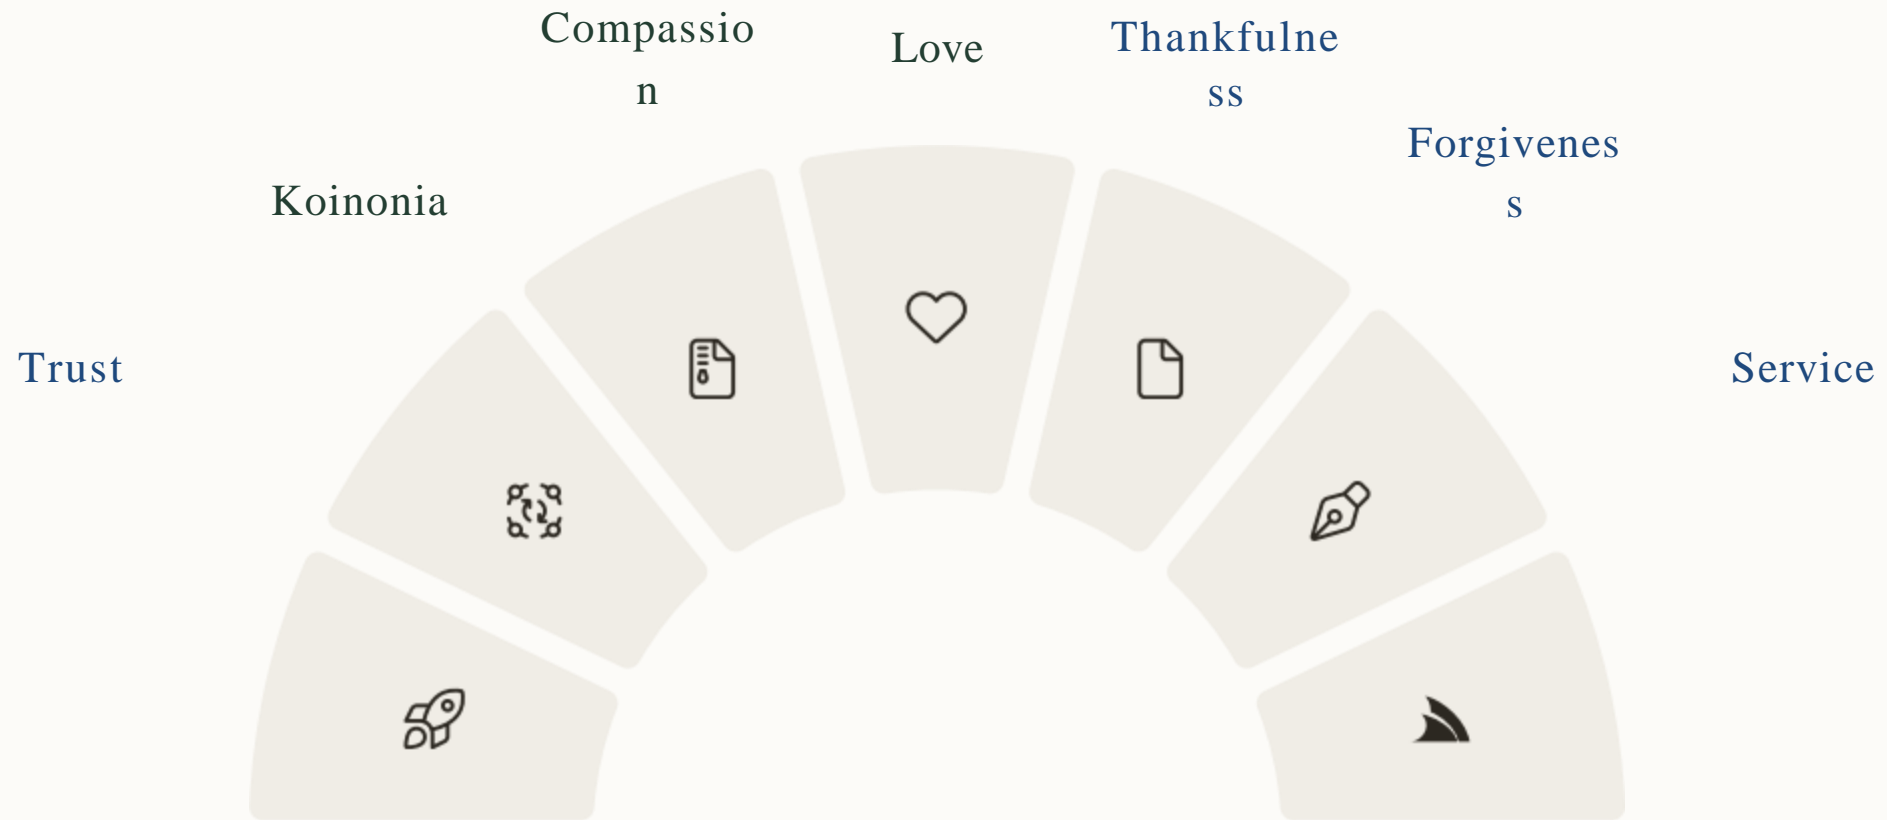 Compassio
n
Love
Thankfulne
ss
Forgivenes
s
Koinonia
Trust
Service